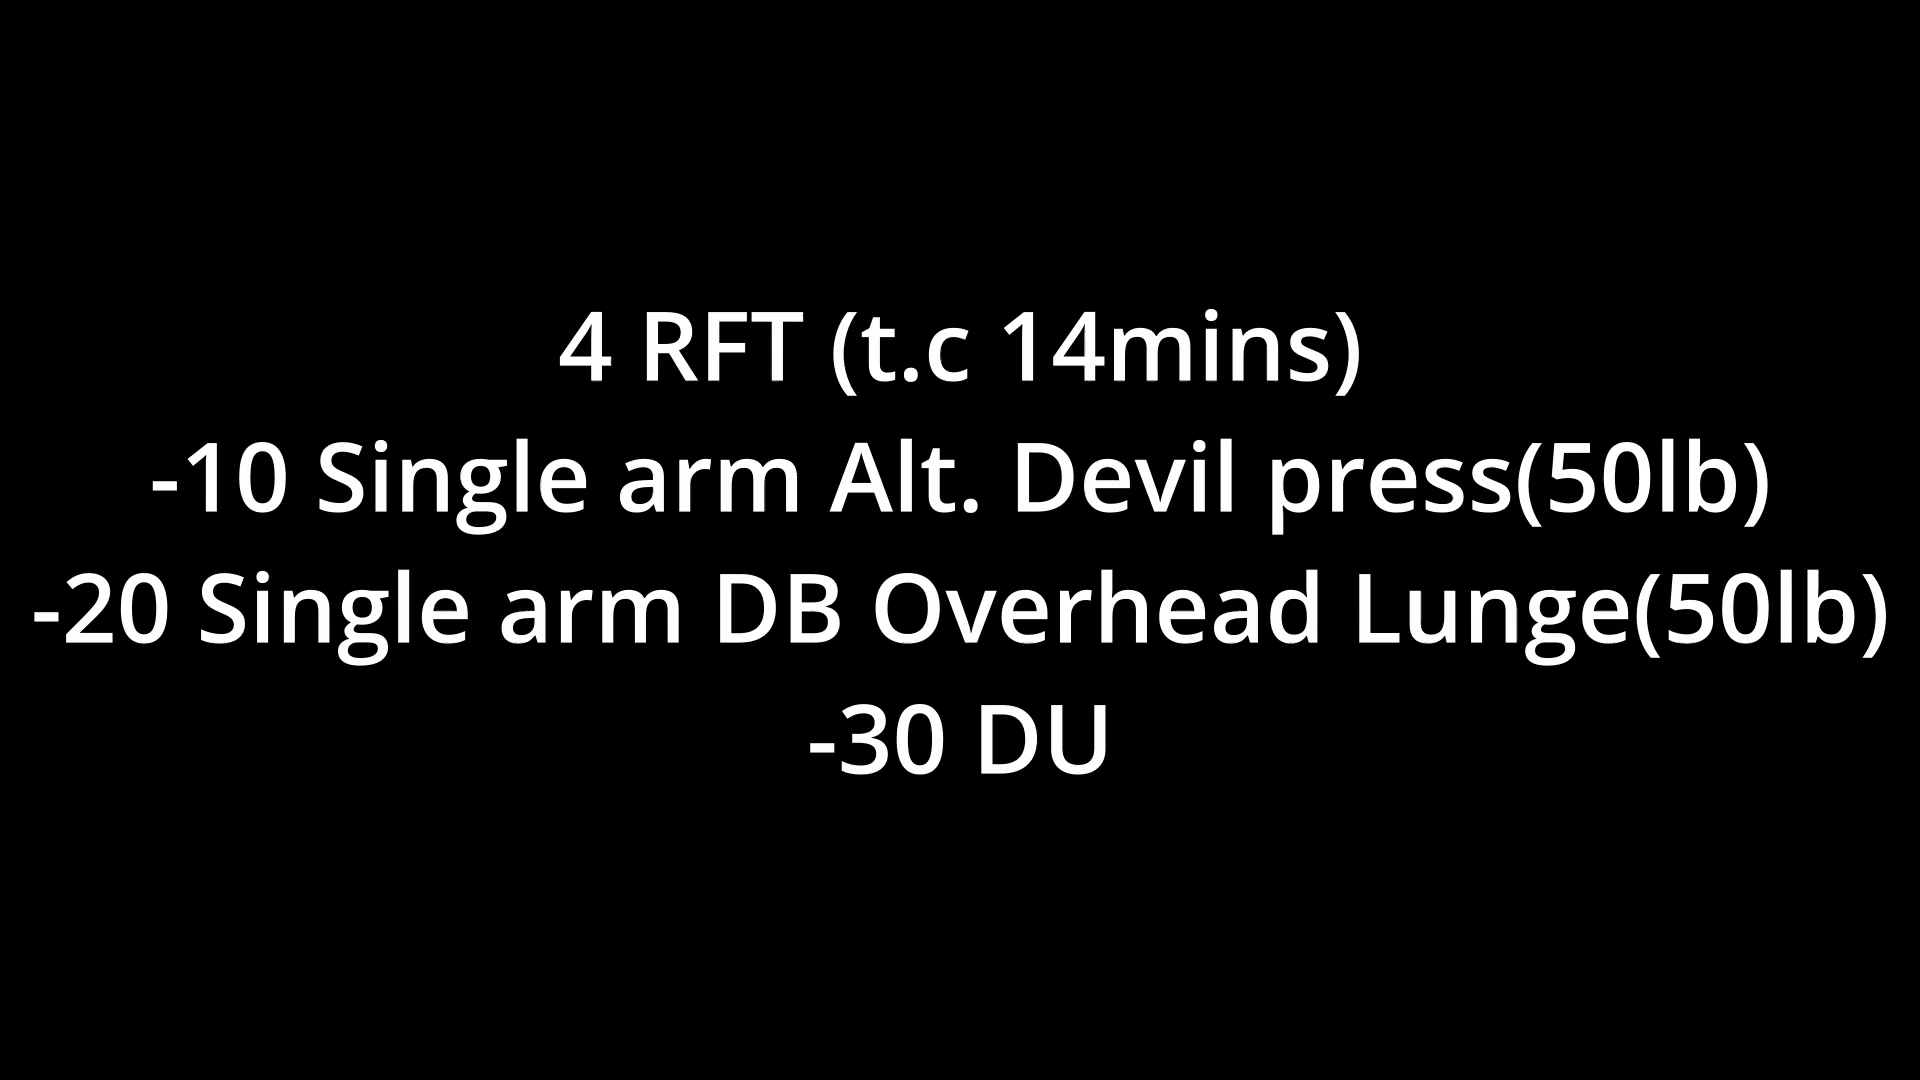 4 RFT (t.c 14mins)
-10 Single arm Alt. Devil press(50lb)
-20 Single arm DB Overhead Lunge(50lb)
-30 DU